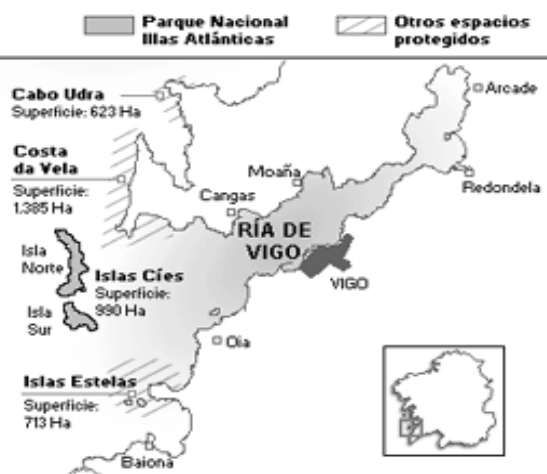 Parque Nacional
Illas Atlánticas
Otros espacios
protegidos
Cabo Udra
Superficie: 623 Ha
Arcade
Costa
da Vela
Superficie:
1.385 Ha
Moaña
Redondela
Cangas
RÍA DE
VIGO
Isla
Norte
Islas Cíes
Superficie:
990 Ha
VIGO
Isla
Sur
Oia
Islas Estelas
Superficie:
713 Ha
Baiona